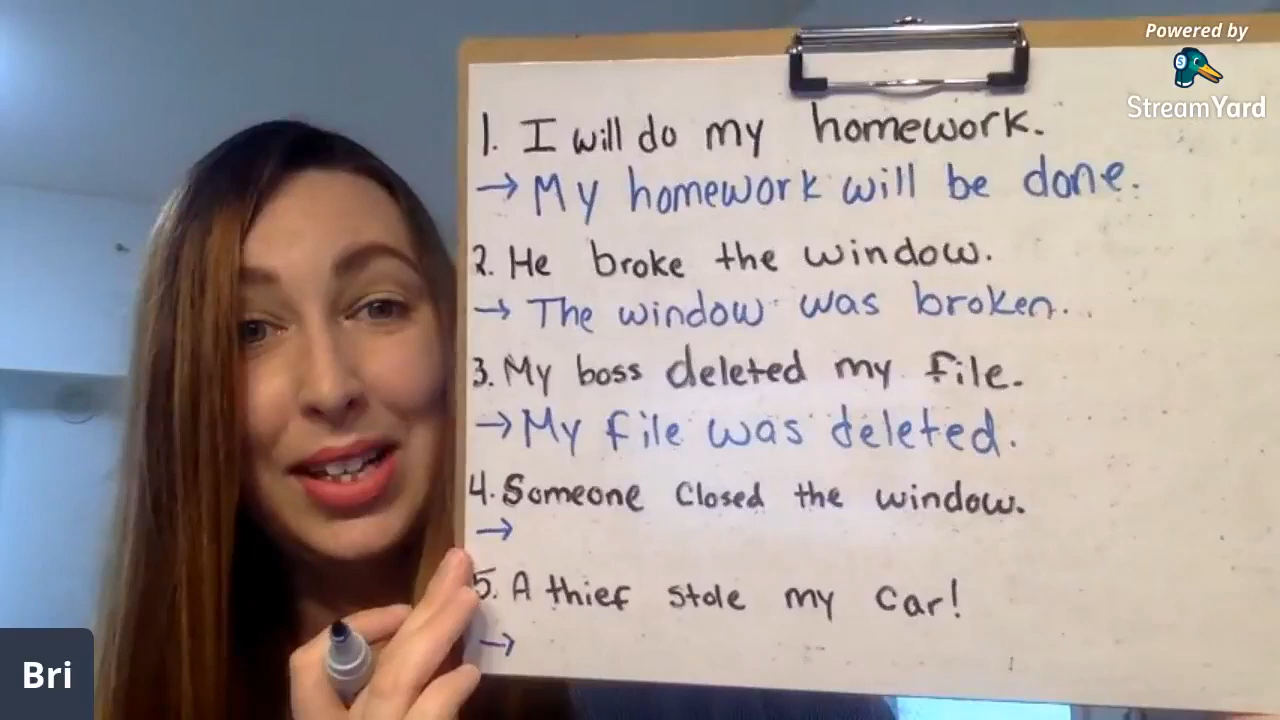 Powered by
StreamYard
1. I will do my homework.
→ My homework will be done.
2. He broke the window.
→ The window was broken.
3. My boss deleted my file.
→ My file was deleted.
4. Someone closed the window.
→
5. A thief stole my car!
→
Bri